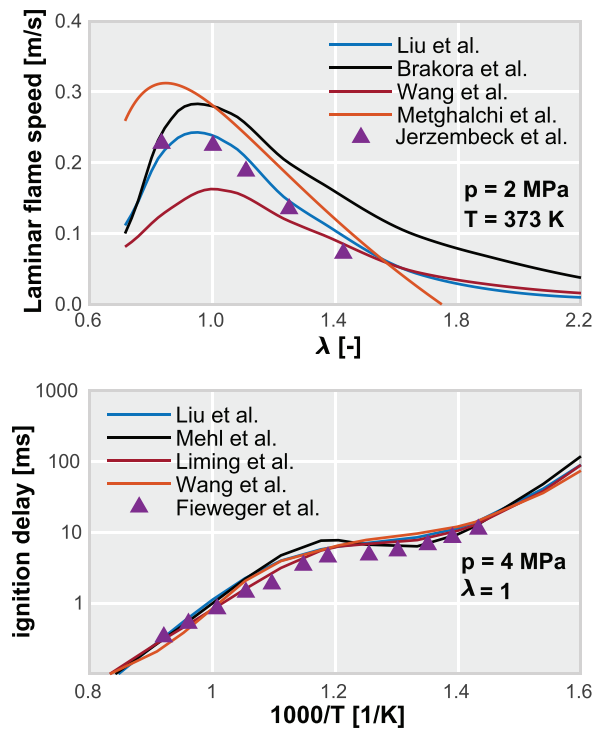 Laminar flame speed [m/s]
0.4
0.3
0.2
0.1
0.0
Liu et al.
Brakora et al.
Wang et al.
Metghalchi et al.
Jerzembeck et al.
p = 2 MPa
T = 373 K
0.6 1.0 1.4 1.8 2.2
λ [-]
ignition delay [ms]
1000
100
10
1
Liu et al.
Mehl et al.
Liming et al.
Wang et al.
Fieweger et al.
p = 4 MPa
λ = 1
0.8 1 1.2 1.4 1.6
1000/T [1/K]